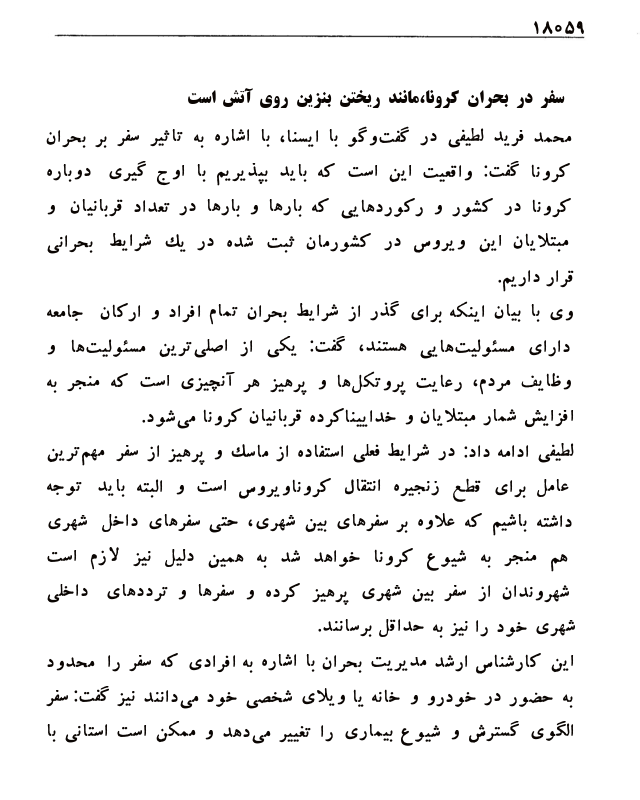 ۱۸۰۵۹
سفر در بحران کرونا،مانند ریختن بنزین روی آتش است
محمد فرید لطیفی در گفت‌وگو با ایسنا، با اشاره به تاثیر سفر بر بحران
کرونا گفت: واقعیت این است که باید بپذیریم با اوج گیری دوباره
کرونا در کشور و رکوردهایی که بارها و بارها در تعداد قربانیان و
مبتلایان این ویروس در کشورمان ثبت شده در یك شرایط بحرانی
قرار داریم.
وی با بیان اینکه برای گذر از شرایط بحران تمام افراد و ارکان جامعه
دارای مسئولیت‌هایی هستند، گفت: یکی از اصلی‌ترین مسئولیت‌ها و
وظایف مردم، رعایت پروتکل‌ها و پرهیز هر آنچیزی است که منجر به
افزایش شمار مبتلایان و خدایبناکرده قربانیان کرونا می‌شود.
لطیفی ادامه داد: در شرایط فعلی استفاده از ماسك و پرهیز از سفر مهم‌ترین
عامل برای قطع زنجیره انتقال کروناویروس است و البته باید توجه
داشته باشیم که علاوه بر سفرهای بین شهری، حتی سفرهای داخل شهری
هم منجر به شیوع کرونا خواهد شد به همین دلیل نیز لازم است
شهروندان از سفر بین شهری پرهیز کرده و سفرها و ترددهای داخلی
شهری خود را نیز به حداقل برسانند.
این کارشناس ارشد مدیریت بحران با اشاره به افرادی که سفر را محدود
به حضور در خودرو و خانه یا ویلای شخصی خود می‌دانند نیز گفت: سفر
الگوی گسترش و شیوع بیماری را تغییر می‌دهد و ممکن است استانی با